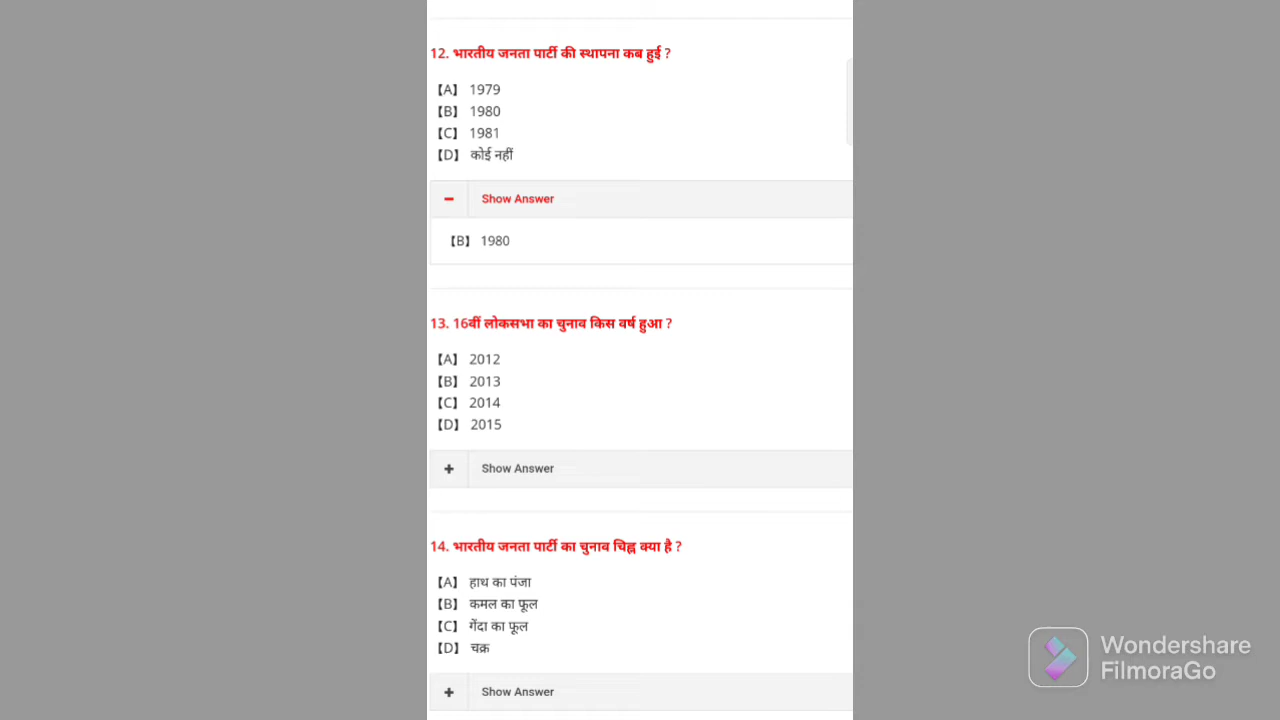 12. भारतीय जनता पार्टी की स्थापना कब हुई ?
【A】 1979
【B】 1980
【C】 1981
【D】 कोई नहीं
− Show Answer
【B】 1980
13. 16वीं लोकसभा का चुनाव किस वर्ष हुआ ?
【A】 2012
【B】 2013
【C】 2014
【D】 2015
+ Show Answer
14. भारतीय जनता पार्टी का चुनाव चिह्न क्या है ?
【A】 हाथ का पंजा
【B】 कमल का फूल
【C】 गेंदा का फूल
【D】 चक्र
+ Show Answer
Wondershare
FilmoraGo